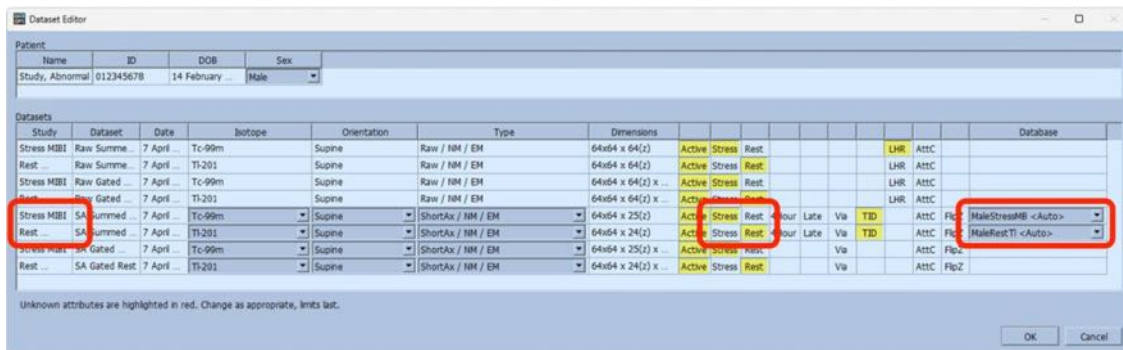 Dataset Editor
Patient
Name ID DOB Sex
Study, Abnormal 012345678 14 February ... Male
Datasets
Study Dataset Date Isotope Orientation Type Dimensions Database
Stress MIBI Raw Summe... 7 April ... Tc-99m Supine Raw / NM / EM 64x64 x 64(z) Active Stress Rest LHR AttC
Rest ... Raw Summe... 7 April ... Tl-201 Supine Raw / NM / EM 64x64 x 64(z) Active Stress Rest LHR AttC
Stress MIBI Raw Gated ... 7 April ... Tc-99m Supine Raw / NM / EM 64x64 x 64(z) x ... Active Stress Rest LHR AttC
Rest ... Raw Gated ... 7 April ... Tl-201 Supine Raw / NM / EM 64x64 x 64(z) x ... Active Stress Rest LHR AttC
Stress MIBI SA Summed ... 7 April ... Tc-99m Supine ShortAx / NM / EM 64x64 x 25(z) Active Stress Rest 4Hour Late Via TID AttC FlipZ MaleStressMB <Auto>
Rest ... SA Summed ... 7 April ... Tl-201 Supine ShortAx / NM / EM 64x64 x 24(z) Active Stress Rest 4Hour Late Via TID AttC FlipZ MaleRestTl <Auto>
Stress MIBI SA Gated ... 7 April ... Tc-99m Supine ShortAx / NM / EM 64x64 x 25(z) x ... Active Stress Rest Via AttC FlipZ
Rest ... SA Gated Rest 7 April ... Tl-201 Supine ShortAx / NM / EM 64x64 x 24(z) x ... Active Stress Rest Via AttC FlipZ
Unknown attributes are highlighted in red. Change as appropriate, limits last.
OK Cancel